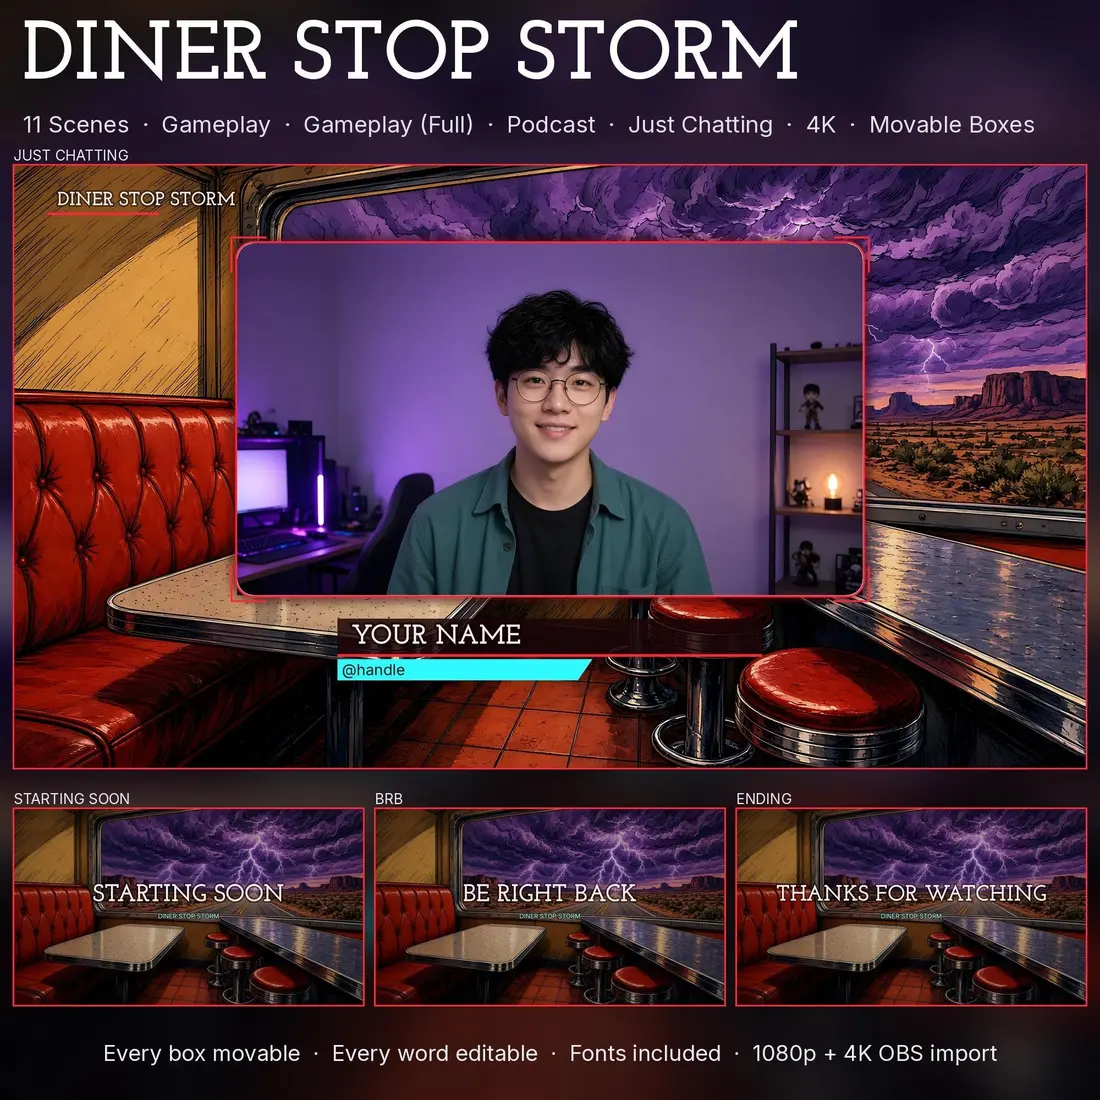 DINER STOP STORM
11 Scenes · Gameplay · Gameplay (Full) · Podcast · Just Chatting · 4K · Movable Boxes
JUST CHATTING
DINER STOP STORM
YOUR NAME
@handle
STARTING SOON
BRB
ENDING
STARTING SOON
DINER STOP STORM
BE RIGHT BACK
DINER STOP STORM
THANKS FOR WATCHING
DINER STOP STORM
Every box movable · Every word editable · Fonts included · 1080p + 4K OBS import